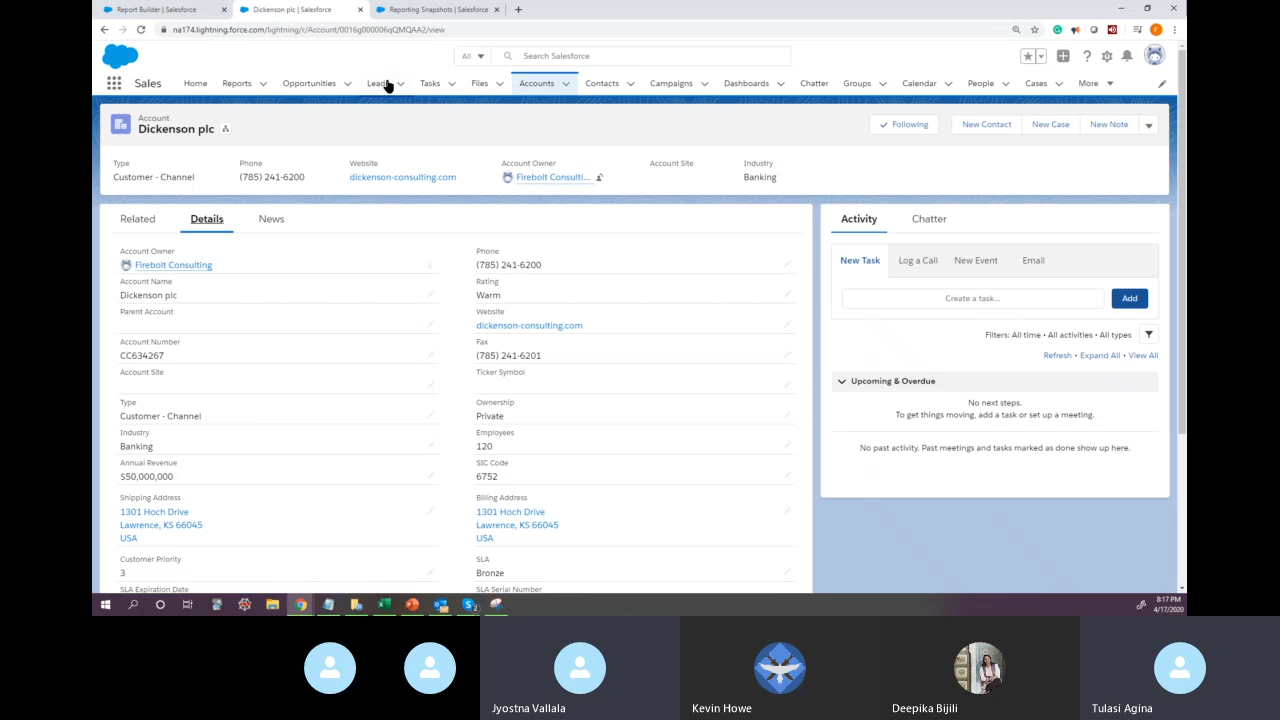 Report Builder | Salesforce
Dickenson plc | Salesforce
Reporting Snapshots | Salesforce
na174.lightning.force.com/lightning/r/Account/0016g000006qQMQAA2/view
All
Search Salesforce
Sales
Home
Reports
Opportunities
Tasks
Files
Accounts
Contacts
Campaigns
Dashboards
Chatter
Groups
Calendar
People
Cases
More
Account
Dickenson plc
Following
New Contact
New Case
New Note
Type
Phone
Website
Account Owner
Account Site
Industry
Customer - Channel
(785) 241-6200
dickenson-consulting.com
Firebolt Consulti...
Banking
Related
Details
News
Account Owner
Firebolt Consulting
Phone
(785) 241-6200
Account Name
Dickenson plc
Rating
Warm
Parent Account
Website
dickenson-consulting.com
Account Number
CC634267
Fax
(785) 241-6201
Account Site
Ticker Symbol
Type
Customer - Channel
Ownership
Private
Industry
Banking
Employees
120
Annual Revenue
$50,000,000
SIC Code
6752
Shipping Address
1301 Hoch Drive
Lawrence, KS 66045
USA
Billing Address
1301 Hoch Drive
Lawrence, KS 66045
USA
Customer Priority
3
SLA
Bronze
SLA Expiration Date
SLA Serial Number
Activity
Chatter
New Task
Log a Call
New Event
Email
Create a task...
Add
Filters: All time • All activities • All types
Refresh • Expand All • View All
Upcoming & Overdue
No next steps.
To get things moving, add a task or set up a meeting.
No past activity. Past meetings and tasks marked as done show up here.
8:17 PM
4/17/2020
Jyostna Vallala
Kevin Howe
Deepika Bijili
Tulasi Agina